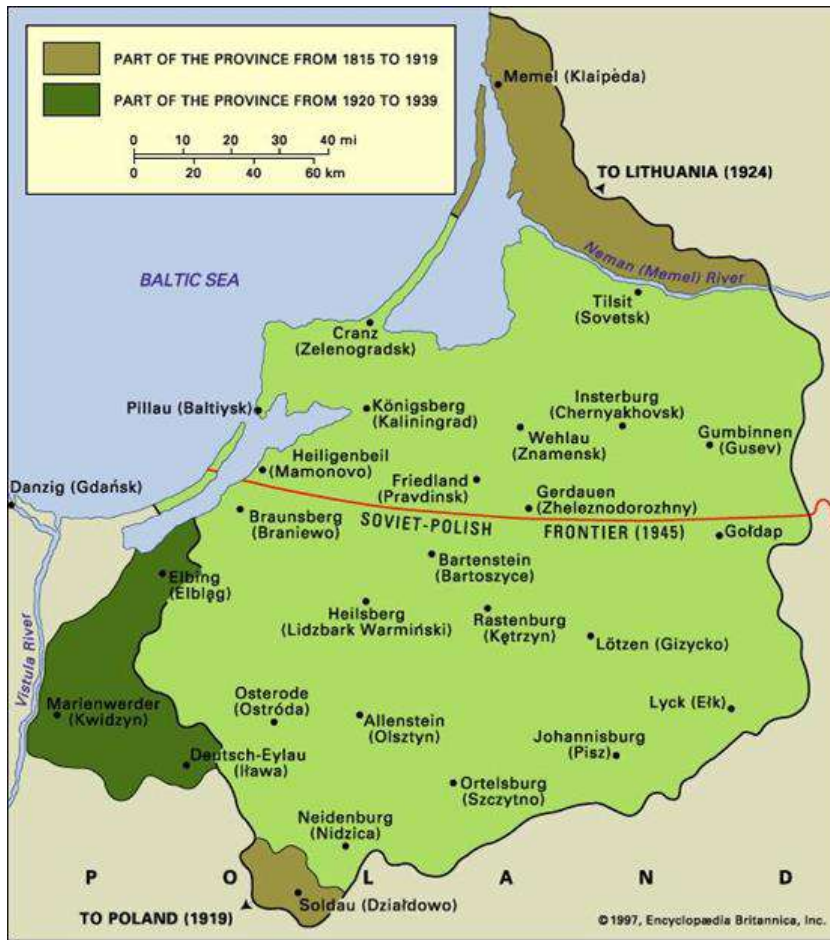 PART OF THE PROVINCE FROM 1815 TO 1919
PART OF THE PROVINCE FROM 1920 TO 1939
0 10 20 30 40 mi
0 20 40 60 km
Memel (Klaipėda)
TO LITHUANIA (1924)
Neman (Memel) River
BALTIC SEA
Tilsit
(Sovetsk)
Cranz
(Zelenogradsk)
Pillau (Baltiysk)
Königsberg
(Kaliningrad)
Insterburg
(Chernyakhovsk)
Wehlau
(Znamensk)
Gumbinnen
(Gusev)
Heiligenbeil
(Mamonovo)
Friedland
(Pravdinsk)
Danzig (Gdańsk)
Gerdauen
(Zheleznodorozhny)
Braunsberg
(Braniewo)
SOVIET-POLISH FRONTIER (1945)
Gołdap
Bartenstein
(Bartoszyce)
Elbing
(Elbląg)
Heilsberg
(Lidzbark Warmiński)
Rastenburg
(Kętrzyn)
Lötzen (Gizycko)
Vistula River
Marienwerder
(Kwidzyn)
Osterode
(Ostróda)
Allenstein
(Olsztyn)
Lyck (Ełk)
Johannisburg
(Pisz)
Deutsch-Eylau
(Iława)
Ortelsburg
(Szczytno)
Neidenburg
(Nidzica)
P O L A N D
Soldau (Działdowo)
TO POLAND (1919)
©1997, Encyclopædia Britannica, Inc.